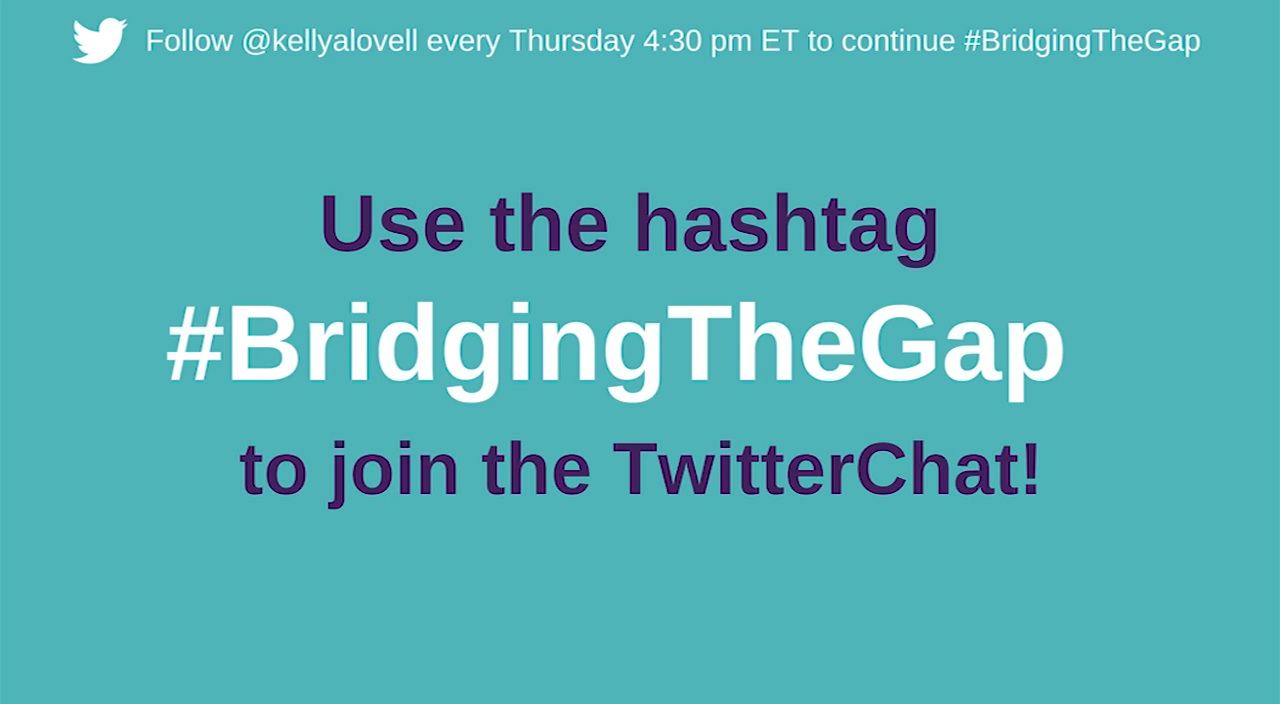 Follow @kellyalovell every Thursday 4:30 pm ET to continue #BridgingTheGap
Use the hashtag
#BridgingTheGap
to join the TwitterChat!